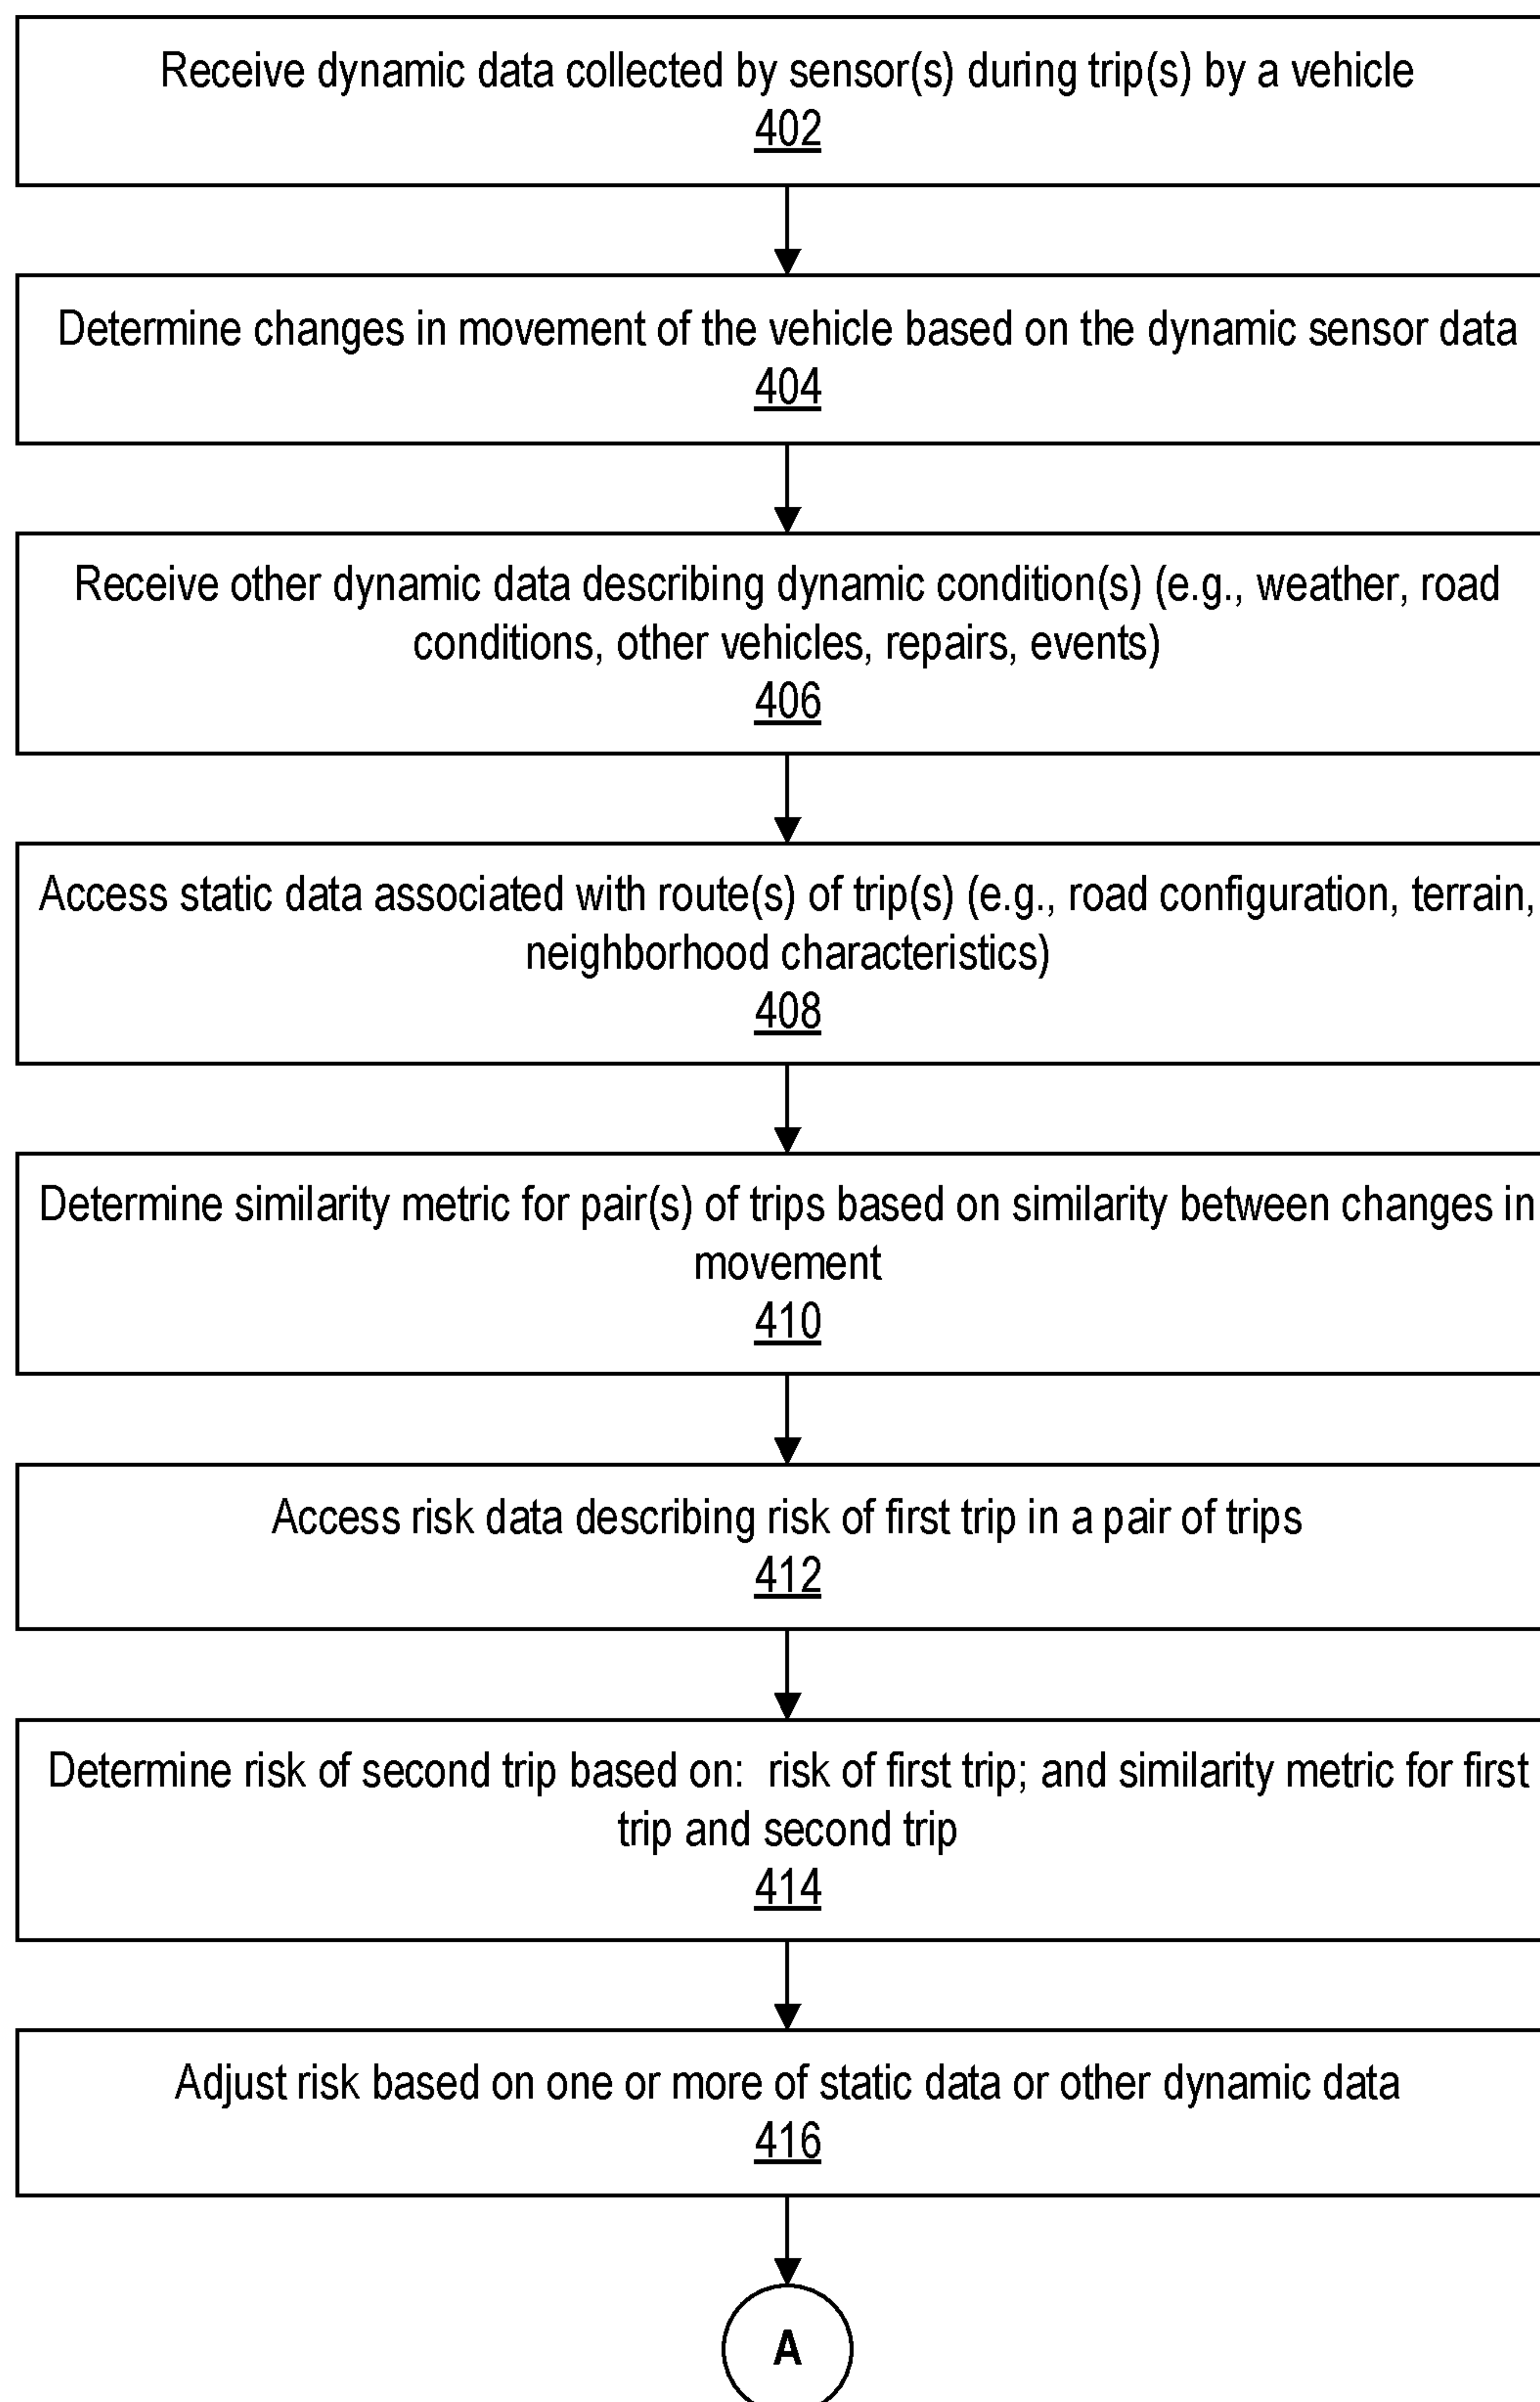 Receive dynamic data collected by sensor(s) during trip(s) by a vehicle
402
Determine changes in movement of the vehicle based on the dynamic sensor data
404
Receive other dynamic data describing dynamic condition(s) (e.g., weather, road
conditions, other vehicles, repairs, events)
406
Access static data associated with route(s) of trip(s) (e.g., road configuration, terrain,
neighborhood characteristics)
408
Determine similarity metric for pair(s) of trips based on similarity between changes in
movement
410
Access risk data describing risk of first trip in a pair of trips
412
Determine risk of second trip based on:  risk of first trip; and similarity metric for first
trip and second trip
414
Adjust risk based on one or more of static data or other dynamic data
416
A